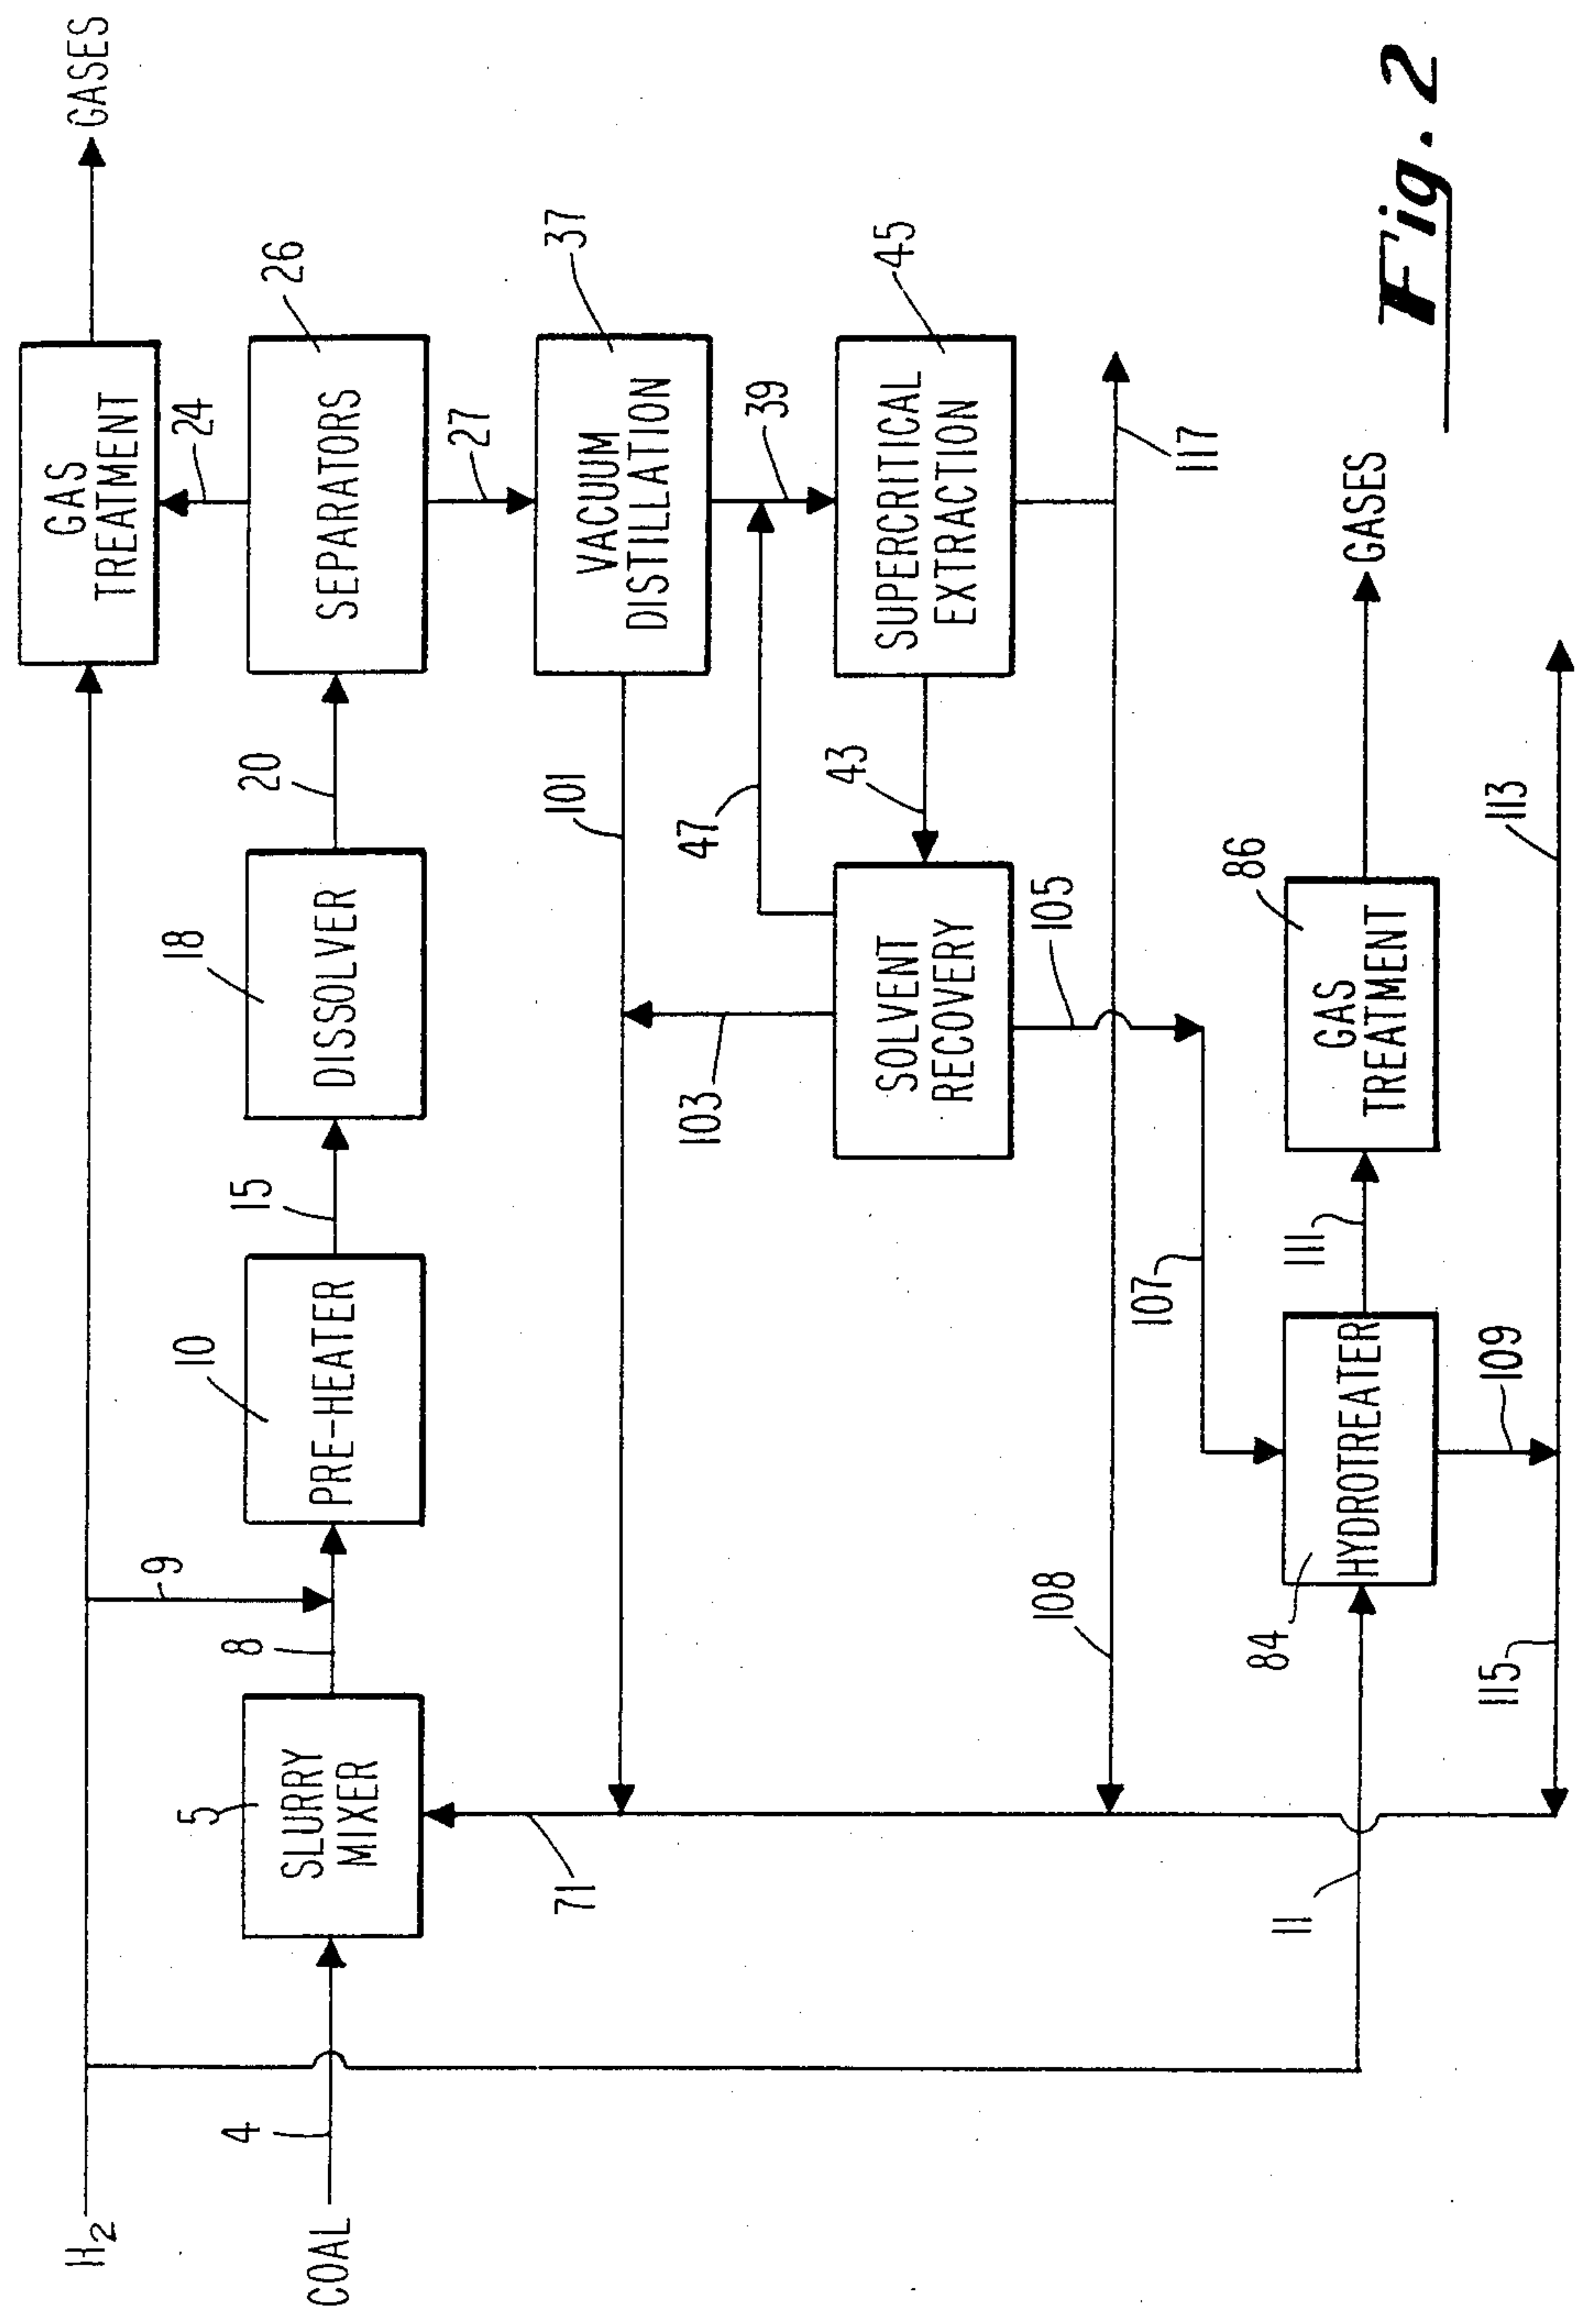 H2
GAS
TREATMENT
GASES
24
9
COAL
4
5
SLURRY
MIXER
8
10
PRE-HEATER
15
18
DISSOLVER
20
SEPARATORS
26
27
71
101
VACUUM
DISTILLATION
37
103
47
39
43
SOLVENT
RECOVERY
SUPERCRITICAL
EXTRACTION
45
105
108
117
107
11
84
HYDROTREATER
111
86
GAS
TREATMENT
GASES
109
115
113
Fig. 2